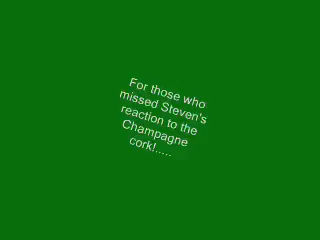 For those who
missed Steven's
reaction to the
Champagne
cork!.....